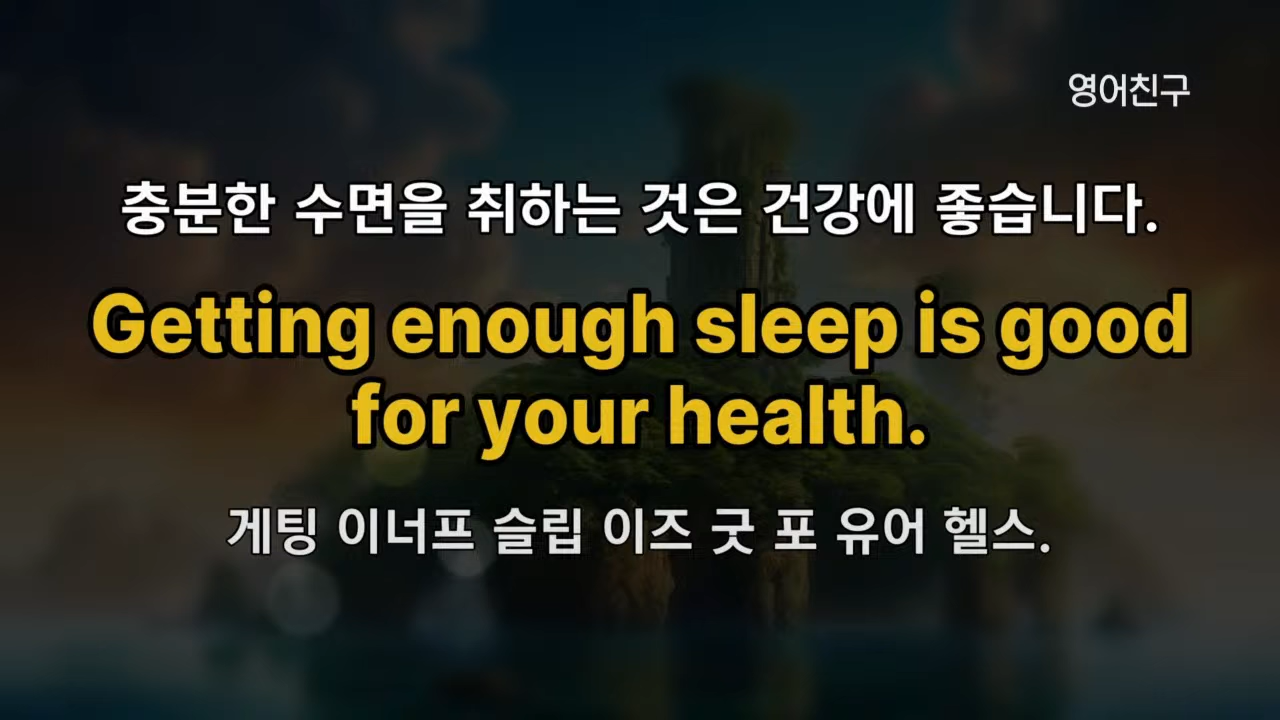 영어친구
충분한 수면을 취하는 것은 건강에 좋습니다.
Getting enough sleep is good
for your health.
게팅 이너프 슬립 이즈 굿 포 유어 헬스.